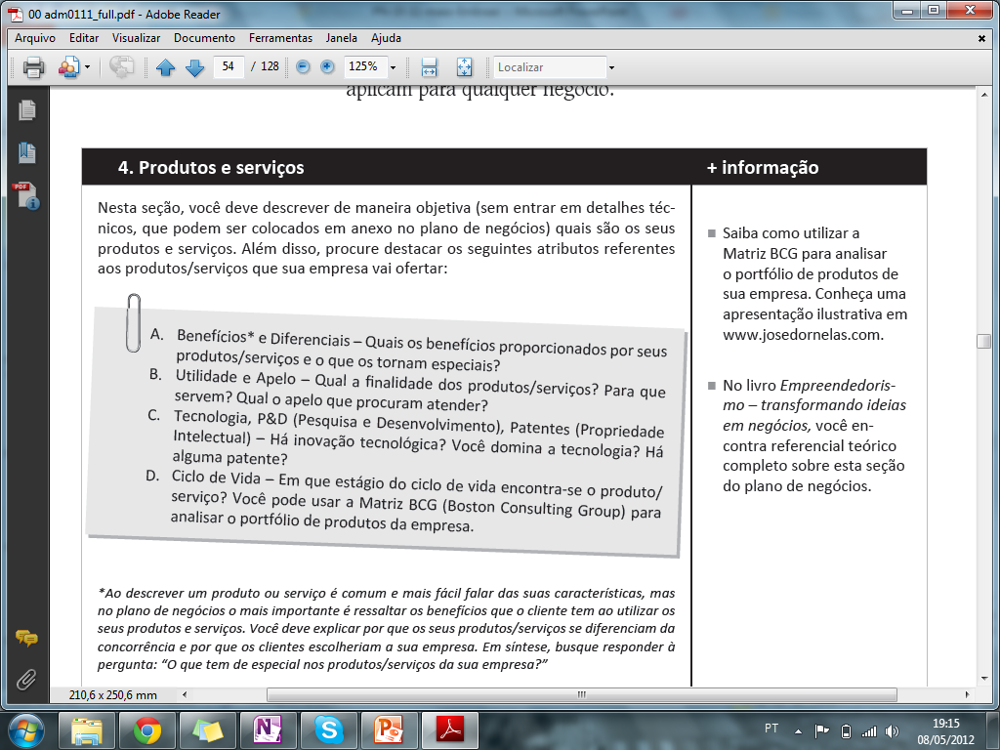 00 adm0111_full.pdf - Adobe Reader
Arquivo Editar Visualizar Documento Ferramentas Janela Ajuda
54 / 128 125% Localizar
aplicam para qualquer negócio.
4. Produtos e serviços
Nesta seção, você deve descrever de maneira objetiva (sem entrar em detalhes téc-
nicos, que podem ser colocados em anexo no plano de negócios) quais são os seus
produtos e serviços. Além disso, procure destacar os seguintes atributos referentes
aos produtos/serviços que sua empresa vai ofertar:
A. Benefícios* e Diferenciais – Quais os benefícios proporcionados por seus
produtos/serviços e o que os tornam especiais?
B. Utilidade e Apelo – Qual a finalidade dos produtos/serviços? Para que
servem? Qual o apelo que procuram atender?
C. Tecnologia, P&D (Pesquisa e Desenvolvimento), Patentes (Propriedade
Intelectual) – Há inovação tecnológica? Você domina a tecnologia? Há
alguma patente?
D. Ciclo de Vida – Em que estágio do ciclo de vida encontra-se o produto/
serviço? Você pode usar a Matriz BCG (Boston Consulting Group) para
analisar o portfólio de produtos da empresa.
*Ao descrever um produto ou serviço é comum e mais fácil falar das suas características, mas
no plano de negócios o mais importante é ressaltar os benefícios que o cliente tem ao utilizar os
seus produtos e serviços. Você deve explicar por que os seus produtos/serviços se diferenciam da
concorrência e por que os clientes escolheriam a sua empresa. Em síntese, busque responder à
pergunta: “O que tem de especial nos produtos/serviços da sua empresa?”
+ informação
Saiba como utilizar a
Matriz BCG para analisar
o portfólio de produtos de
sua empresa. Conheça uma
apresentação ilustrativa em
www.josedornelas.com.
No livro Empreendedoris-
mo – transformando ideias
em negócios, você en-
contra referencial teórico
completo sobre esta seção
do plano de negócios.
210,6 x 250,6 mm
PT
19:15
08/05/2012